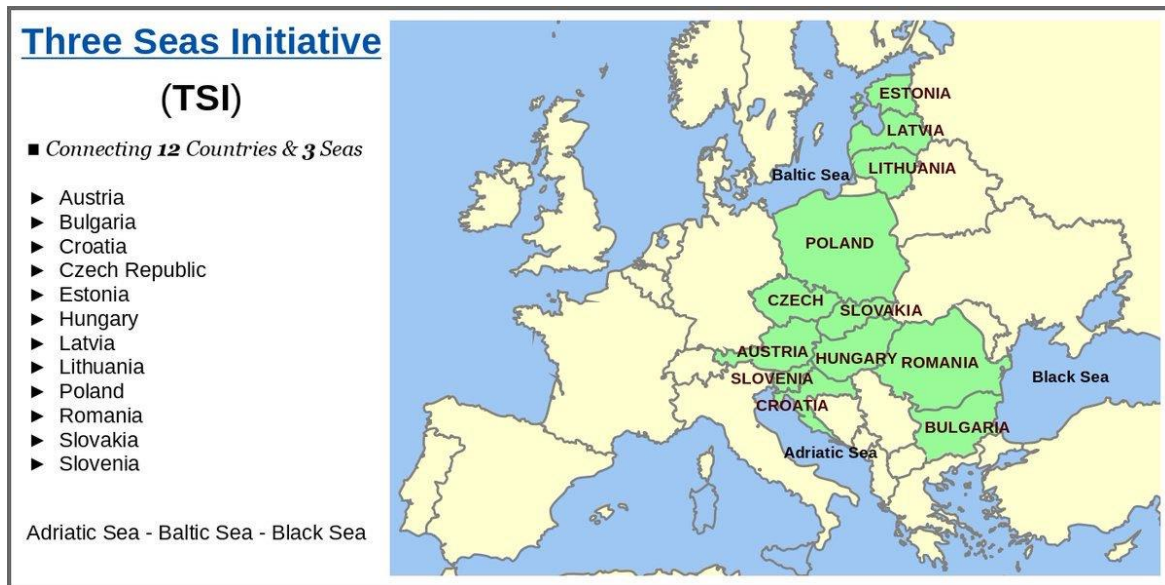 Three Seas Initiative
(TSI)
■ Connecting 12 Countries & 3 Seas
► Austria
► Bulgaria
► Croatia
► Czech Republic
► Estonia
► Hungary
► Latvia
► Lithuania
► Poland
► Romania
► Slovakia
► Slovenia
Adriatic Sea - Baltic Sea - Black Sea
ESTONIA
LATVIA
LITHUANIA
Baltic Sea
POLAND
CZECH
SLOVAKIA
AUSTRIA
HUNGARY
ROMANIA
SLOVENIA
Black Sea
CROATIA
BULGARIA
Adriatic Sea